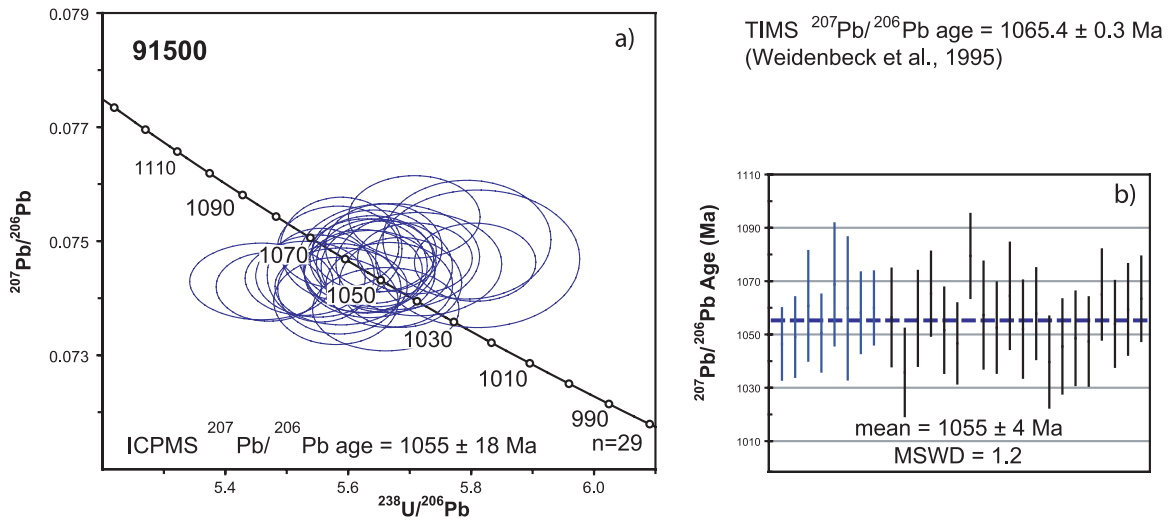 0.079
0.077
0.075
0.073
²⁰⁷Pb/²⁰⁶Pb
91500
a)
1110
1090
1070
1050
1030
1010
990
ICPMS ²⁰⁷Pb/²⁰⁶Pb age = 1055 ± 18 Ma
n=29
5.4
5.6
5.8
6.0
²³⁸U/²⁰⁶Pb
TIMS ²⁰⁷Pb/²⁰⁶Pb age = 1065.4 ± 0.3 Ma
(Weidenbeck et al., 1995)
b)
²⁰⁷Pb/²⁰⁶Pb Age (Ma)
1110
1090
1070
1050
1030
1010
mean = 1055 ± 4 Ma
MSWD = 1.2